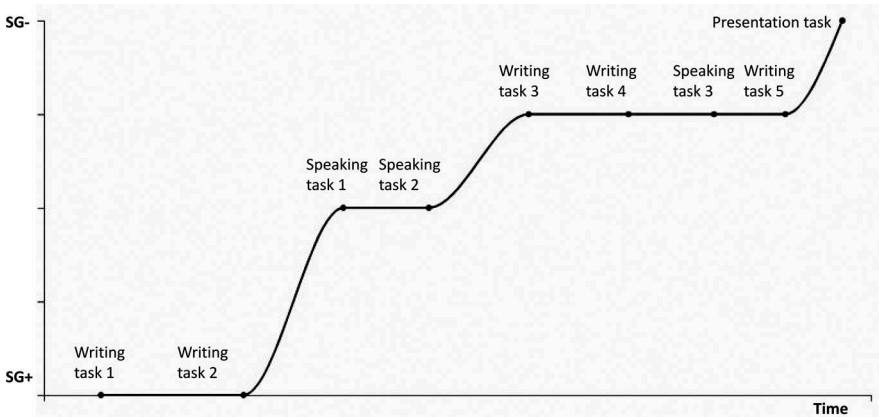 SG-
Presentation task
Writing
task 3
Writing
task 4
Speaking
task 3
Writing
task 5
Speaking
task 1
Speaking
task 2
Writing
task 1
Writing
task 2
SG+
Time